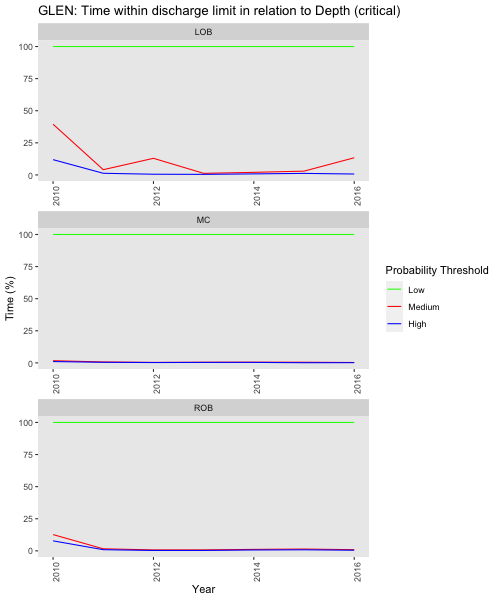 GLEN: Time within discharge limit in relation to Depth (critical)
LOB
100
75
50
25
0
2010
2012
2014
2016
MC
100
75
50
25
0
2010
2012
2014
2016
ROB
100
75
50
25
0
2010
2012
2014
2016
Time (%)
Year
Probability Threshold
Low
Medium
High